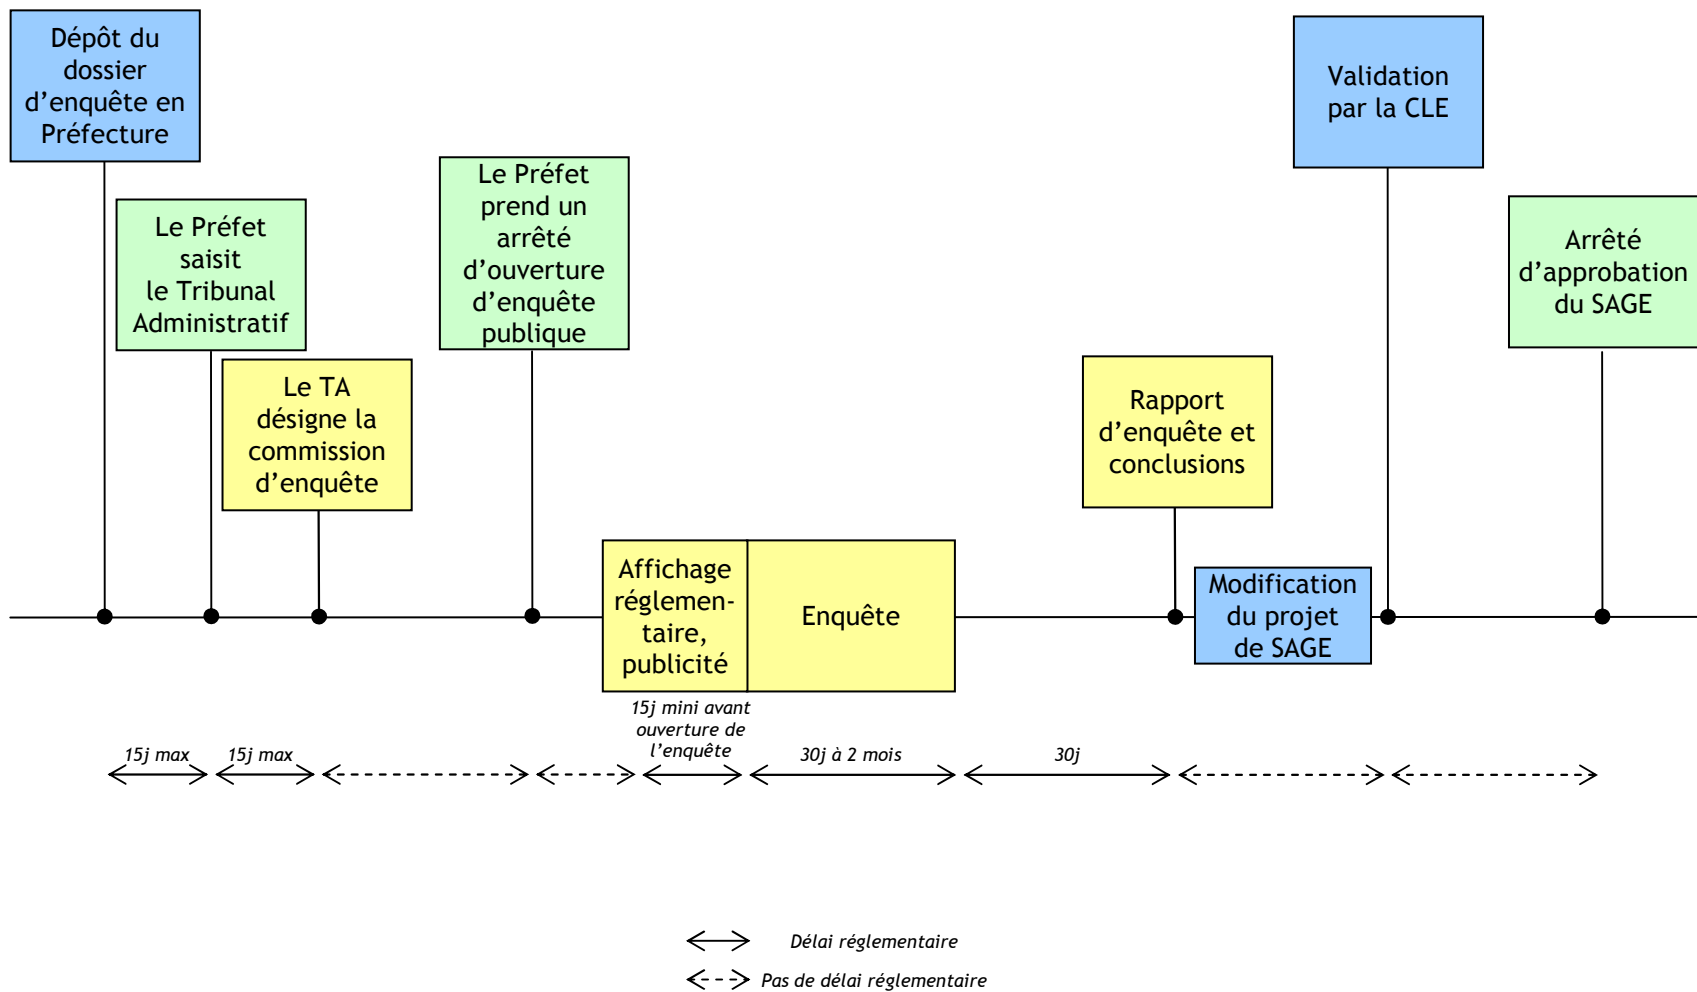 Dépôt du
dossier
d’enquête en
Préfecture
Le Préfet
saisit
le Tribunal
Administratif
Le TA
désigne la
commission
d’enquête
Le Préfet
prend un
arrêté
d’ouverture
d’enquête
publique
Affichage
réglemen-
taire,
publicité
Enquête
Rapport
d’enquête et
conclusions
Modification
du projet
de SAGE
Validation
par la CLE
Arrêté
d’approbation
du SAGE
15j max
15j max
15j mini avant
ouverture de
l’enquête
30j à 2 mois
30j
Délai réglementaire
Pas de délai réglementaire